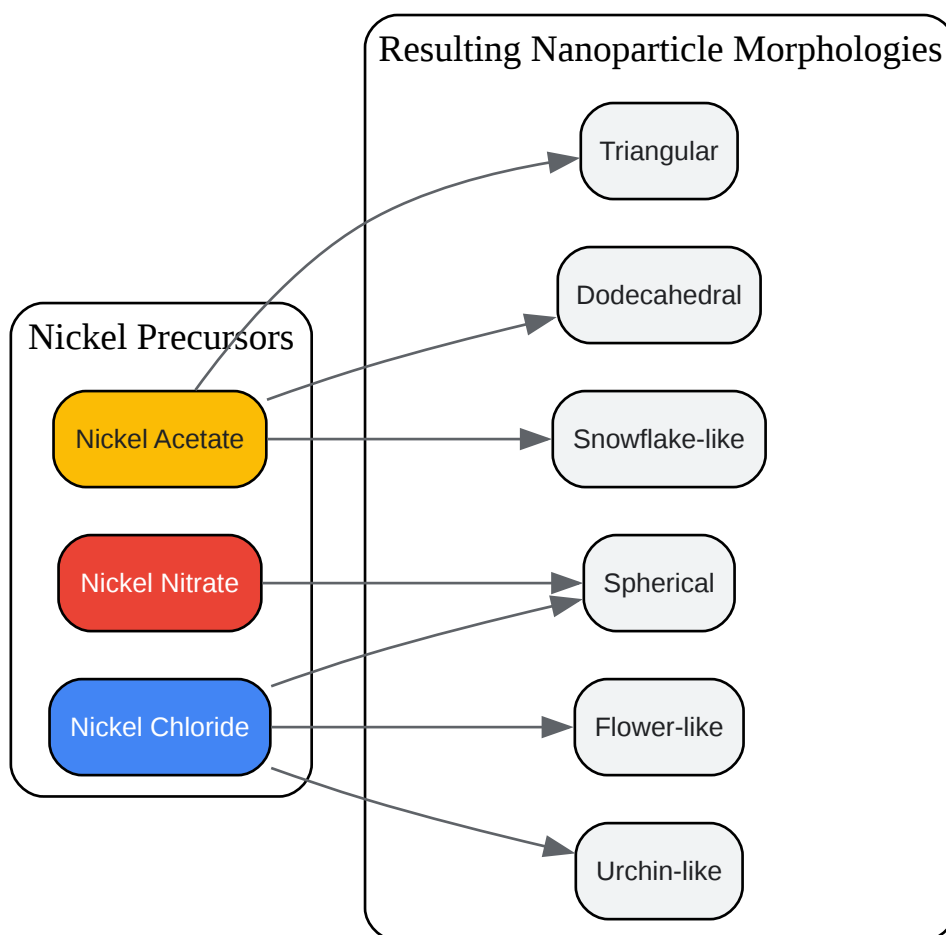 Resulting Nanoparticle Morphologies
Triangular
Dodecahedral
Nickel Precursors
Nickel Acetate
Snowflake-like
Nickel Nitrate
Spherical
Nickel Chloride
Flower-like
Urchin-like